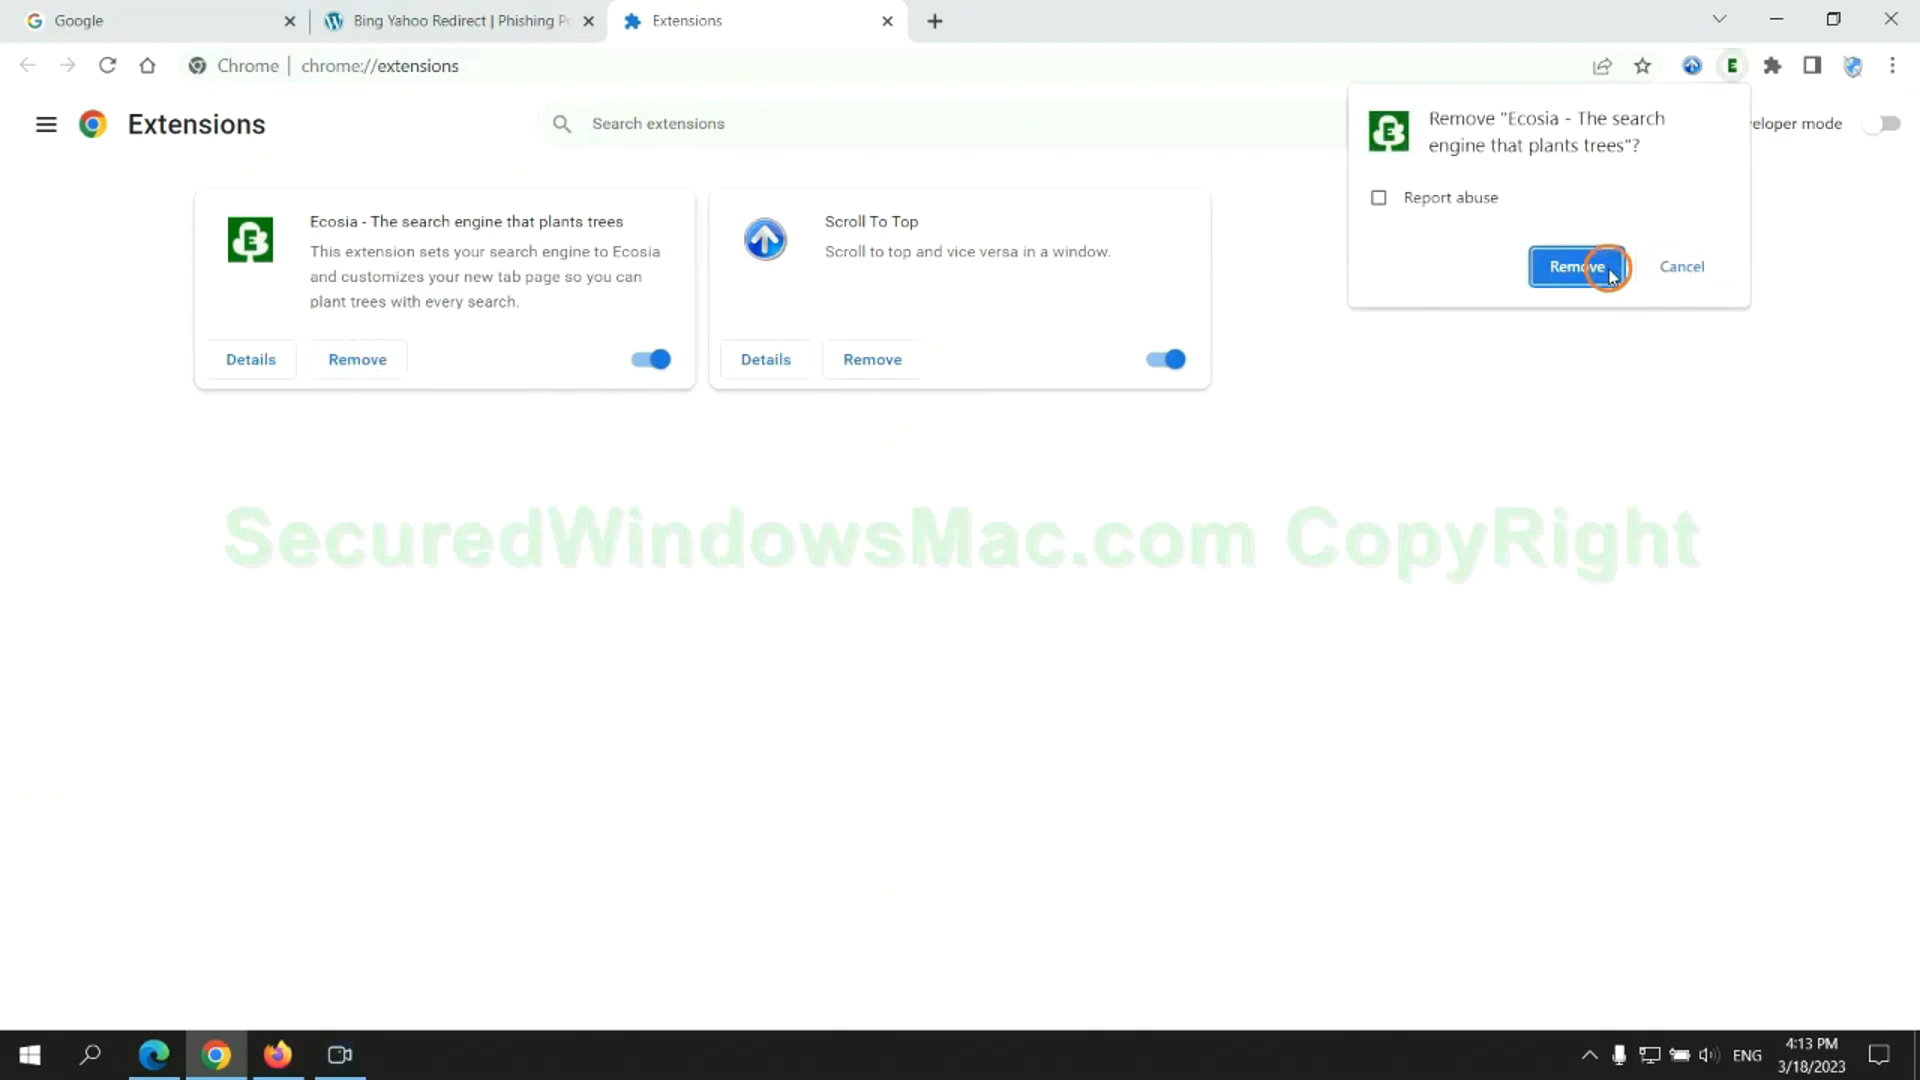 Google
Bing Yahoo Redirect | Phishing Po
Extensions
Chrome | chrome://extensions
Extensions
Search extensions
veloper mode
Remove "Ecosia - The search
engine that plants trees"?
Report abuse
Remove
Cancel
Ecosia - The search engine that plants trees
This extension sets your search engine to Ecosia
and customizes your new tab page so you can
plant trees with every search.
Details
Remove
Scroll To Top
Scroll to top and vice versa in a window.
Details
Remove
SecuredWindowsMac.com CopyRight
ENG
4:13 PM
3/18/2023